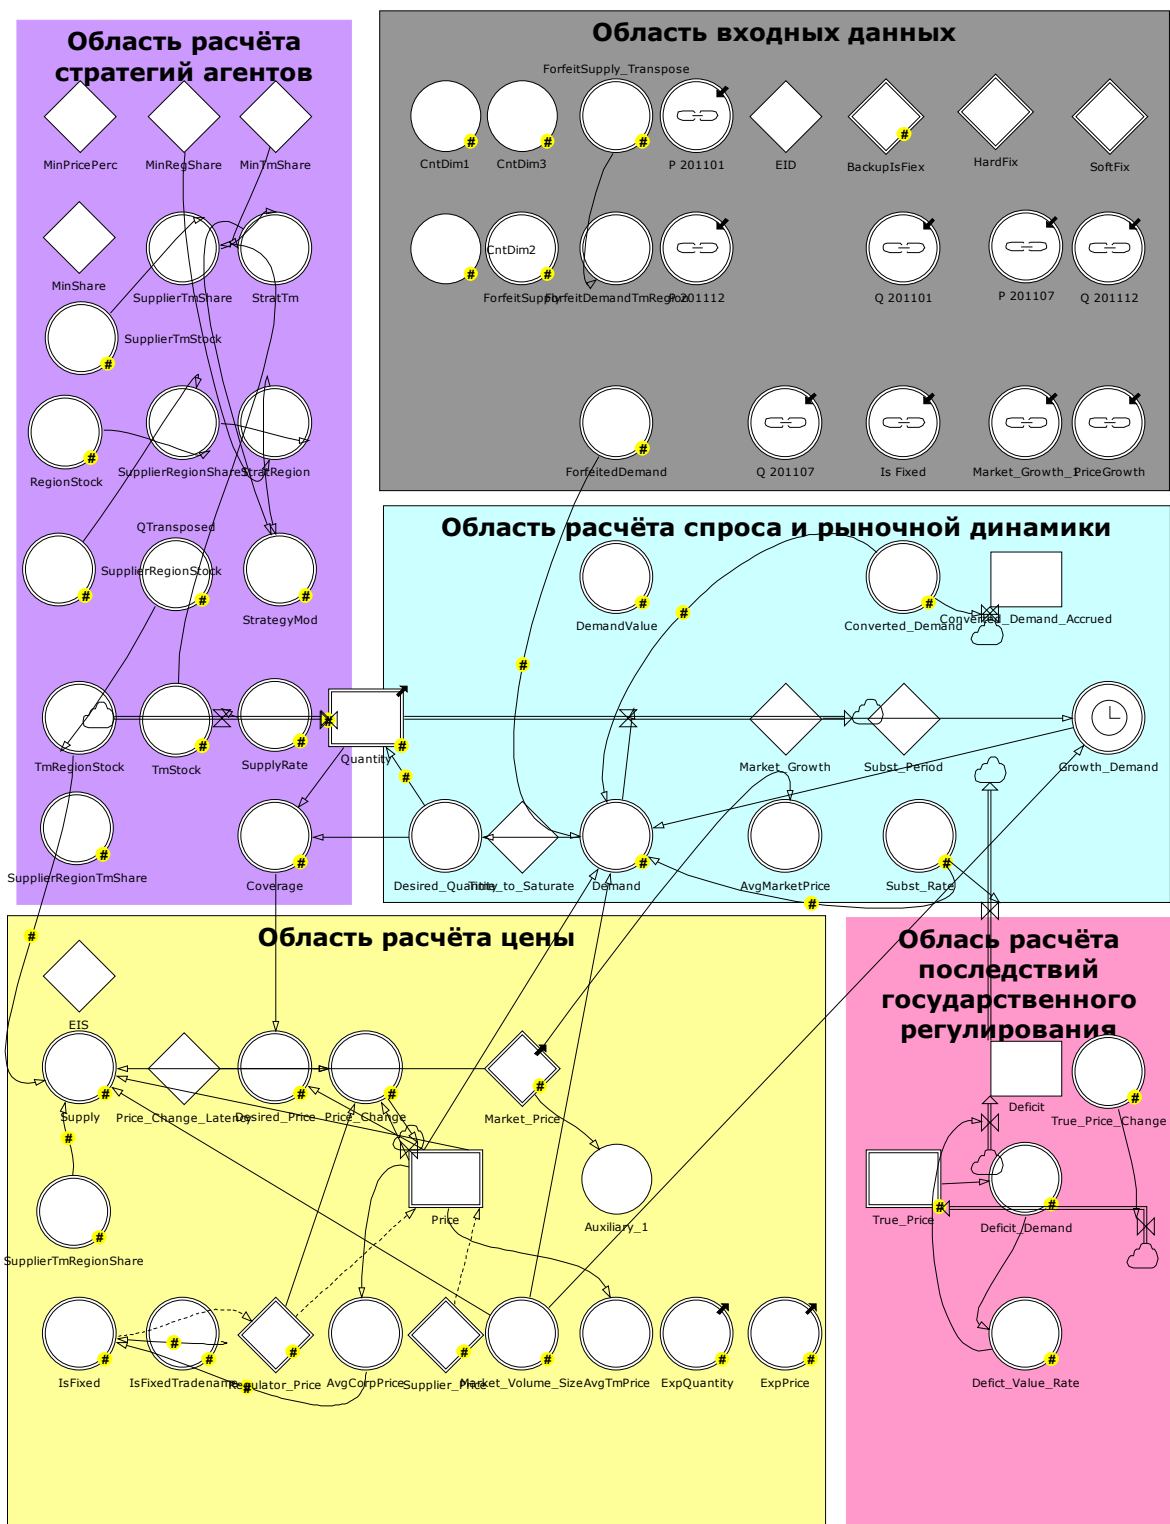 Область расчёта
стратегий агентов
MinPricePerc
MinRegShare
MinTmShare
MinShare
SupplierTmShare
StratTm
SupplierTmStock
RegionStock
SupplierRegionShare
StratRegion
QTransposed
SupplierRegionStock
StrategyMod
TmRegionStock
TmStock
SupplyRate
Quantity
SupplierRegionTmShare
Coverage
Область входных данных
ForfeitSupply_Transpose
CntDim1
CntDim3
P 201101
EID
BackupIsFiex
HardFix
SoftFix
CntDim2
ForfeitSupply
ForfeitDemandTmRegion
P 201112
Q 201101
P 201107
Q 201112
ForfeitedDemand
Q 201107
Is Fixed
Market_Growth_1
PriceGrowth
Область расчёта спроса и рыночной динамики
DemandValue
Converted_Demand
Converted_Demand_Accrued
Market_Growth
Subst_Period
Growth_Demand
Desired_Quantity
Time_to_Saturate
Demand
AvgMarketPrice
Subst_Rate
Область расчёта цены
EIS
Supply
Price_Change_Latency
Desired_Price
Price_Change
Market_Price
Price
Auxiliary_1
SupplierTmRegionShare
IsFixed
IsFixedTradename
Regulator_Price
AvgCorpPrice
Supplier_Price
Market_Volume_Size
AvgTmPrice
ExpQuantity
ExpPrice
Облась расчёта
последствий
государственного
регулирования
Deficit
True_Price_Change
True_Price
Deficit_Demand
Defict_Value_Rate